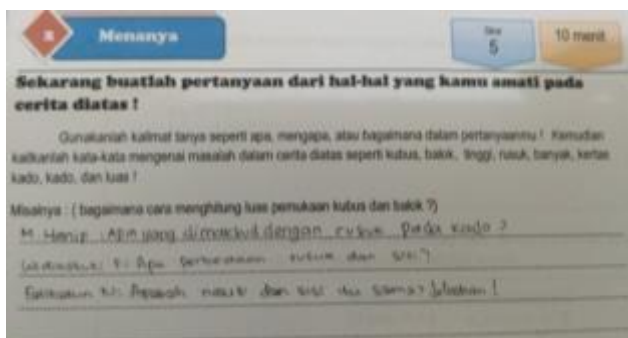 2 Menanya
5
10 menit
Sekarang buatlah pertanyaan dari hal-hal yang kamu amati pada
cerita diatas !
Gunakanlah kalimat tanya seperti apa, mengapa, atau bagaimana dalam pertanyaanmu ! Kemudian
kaitkanlah kata-kata mengenai masalah dalam cerita diatas seperti kubus, balok, tinggi, rusuk, banyak, kertas
kado, kado, dan luas !
Misalnya : ( bagaimana cara menghitung luas permukaan kubus dan balok ?)
M. Hanip : Apa yang dimaksud dengan rusuk pada kado ?
: Apa perbedaan rusuk dan sisi ?
N: Apakah rusuk dan sisi itu sama? Jelaskan !